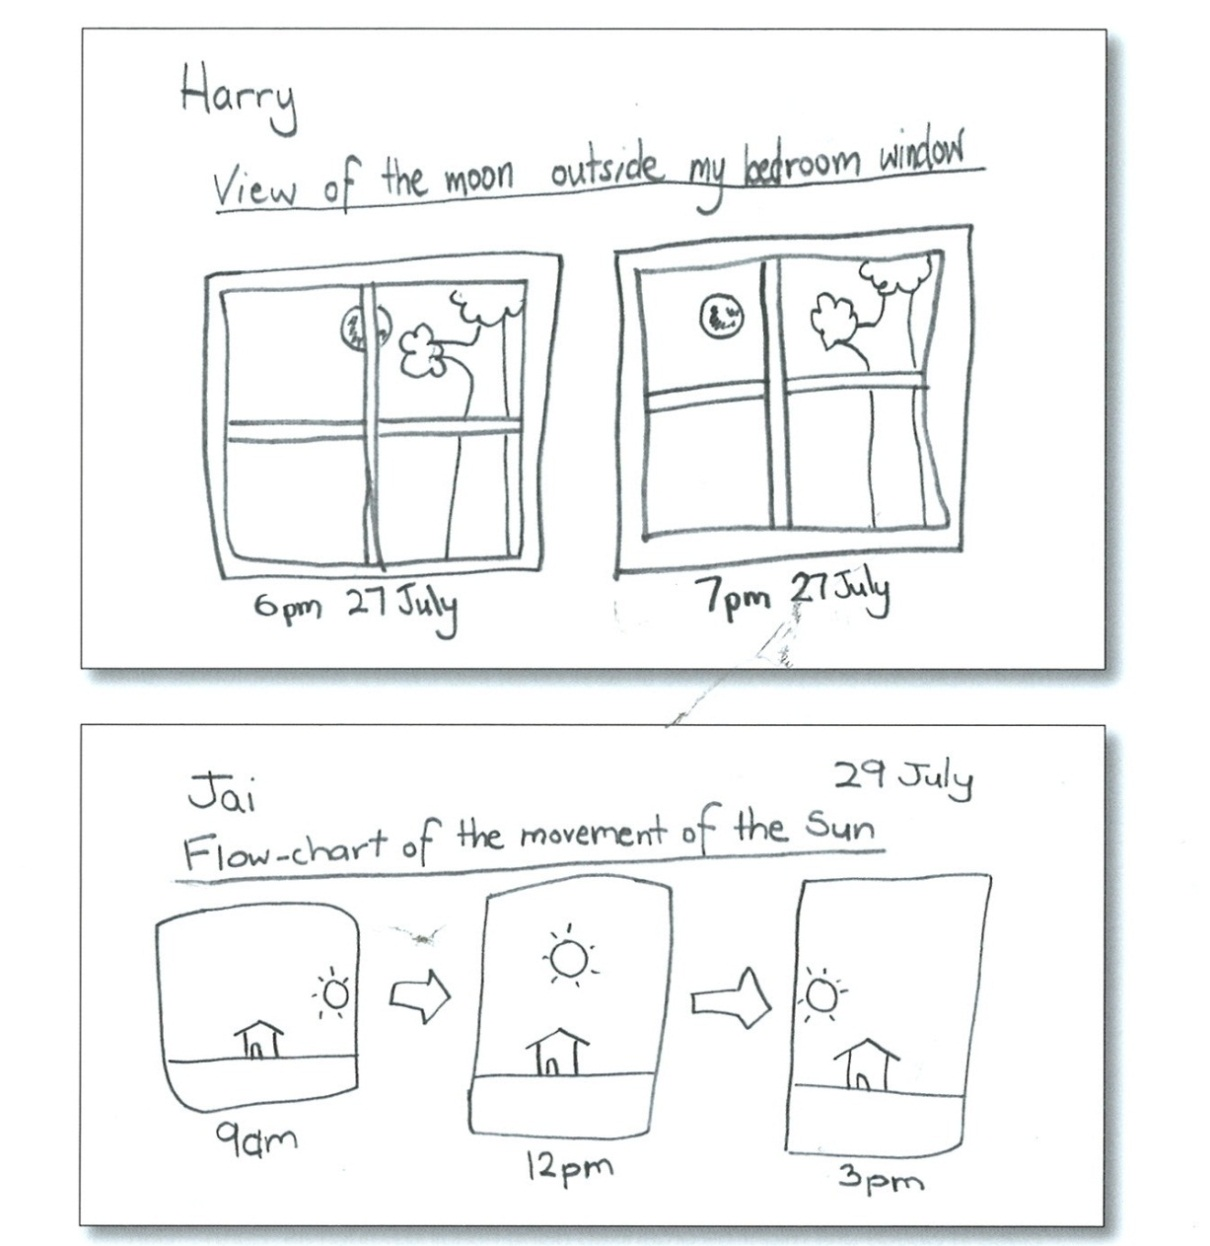 Harry
View of the moon outside my bedroom window
6pm 27 July
7pm 27 July
Jai
29 July
Flow-chart of the movement of the Sun
9am
12pm
3pm